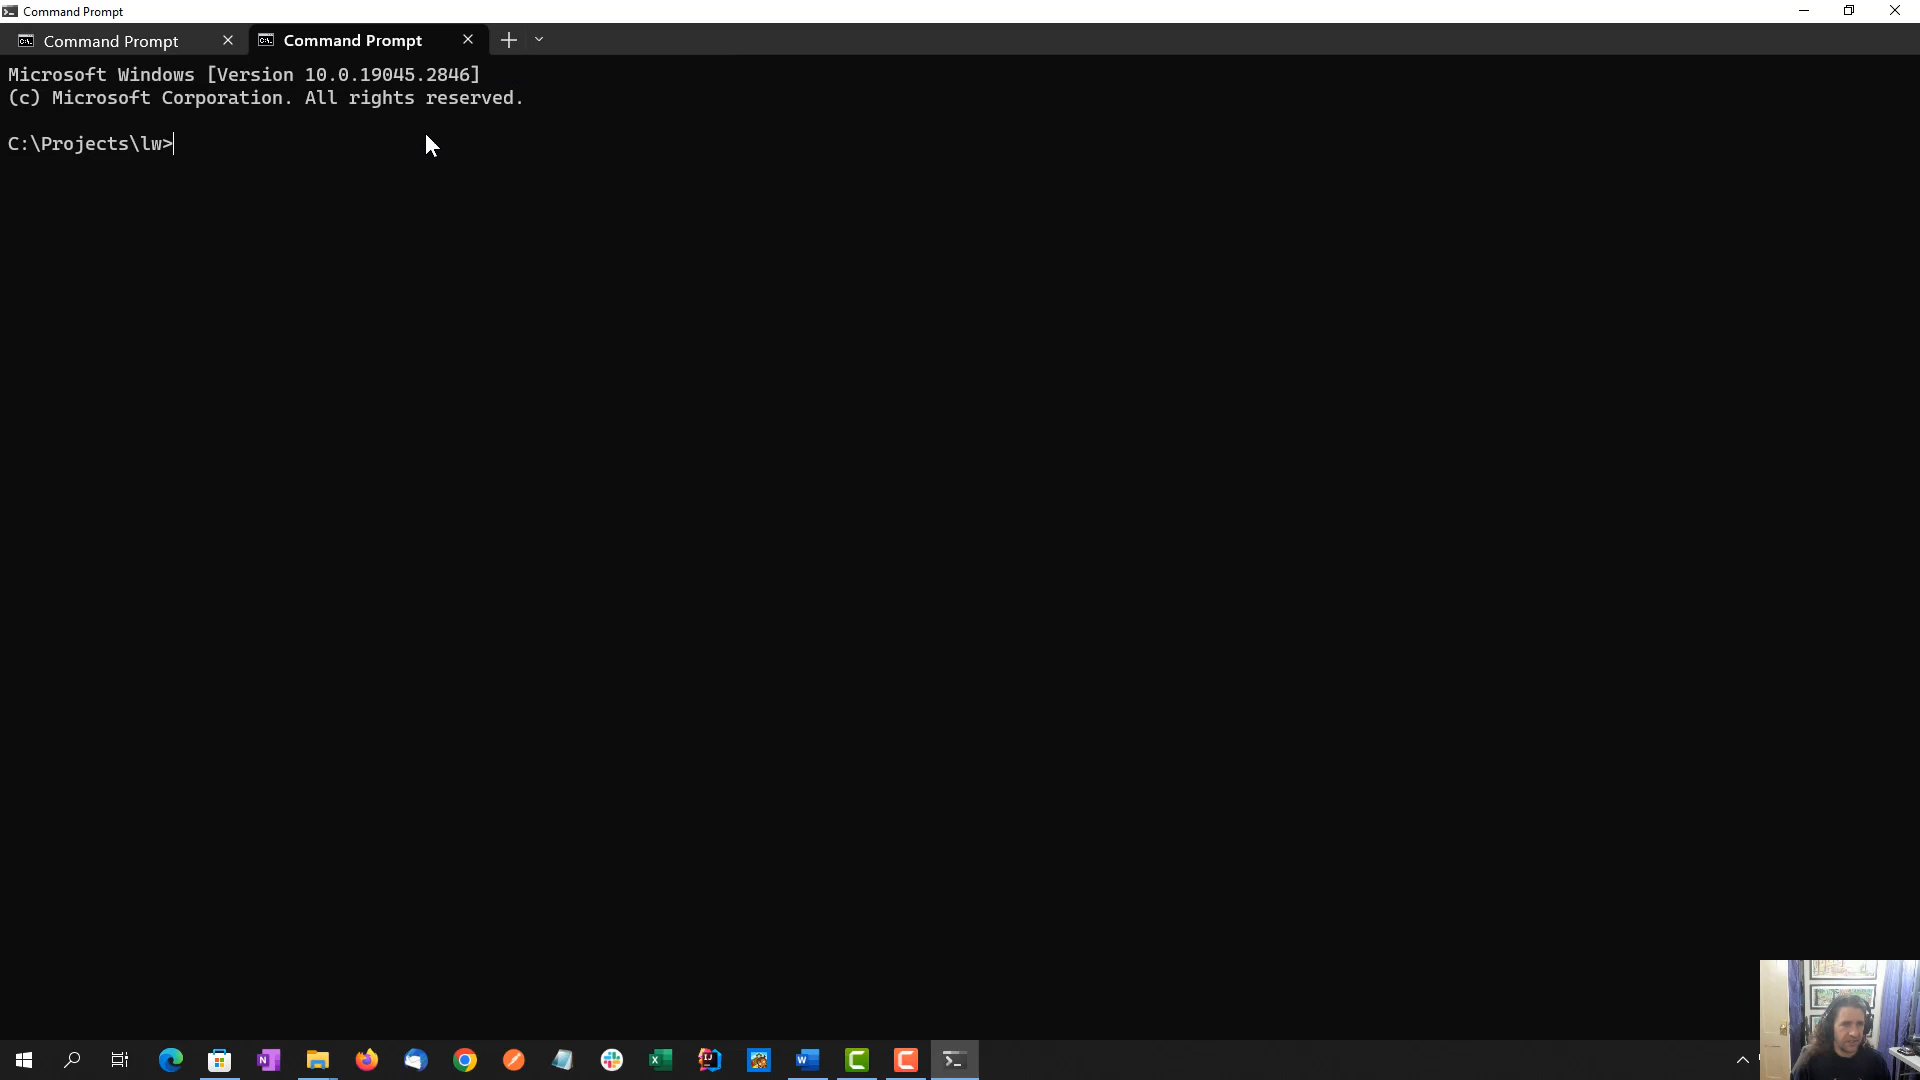 Command Prompt
Command Prompt
Command Prompt
Microsoft Windows [Version 10.0.19045.2846]
(c) Microsoft Corporation. All rights reserved.
C:\Projects\lw>